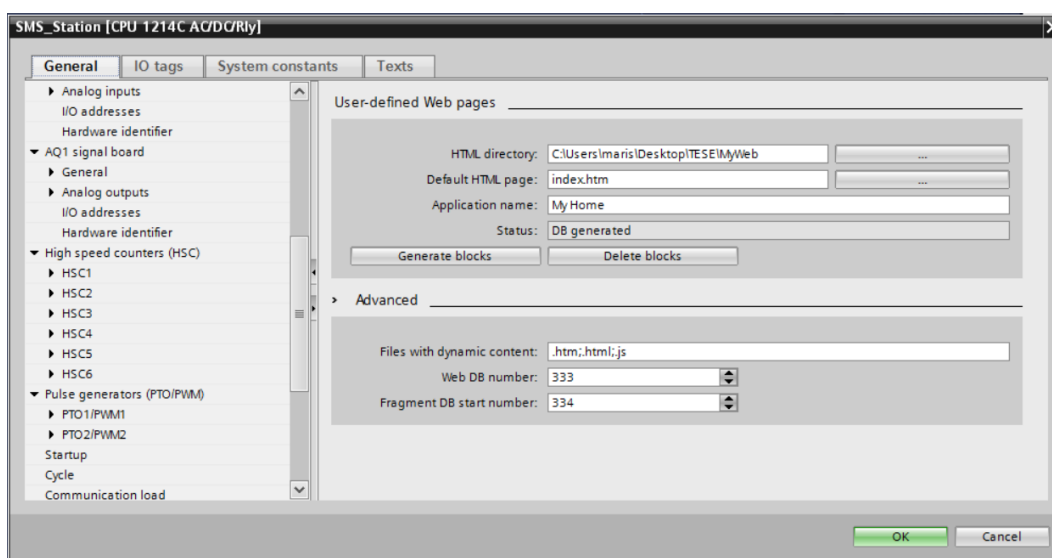 SMS_Station [CPU 1214C AC/DC/Rly]
General IO tags System constants Texts
Analog inputs
I/O addresses
Hardware identifier
AQ1 signal board
General
Analog outputs
I/O addresses
Hardware identifier
High speed counters (HSC)
HSC1
HSC2
HSC3
HSC4
HSC5
HSC6
Pulse generators (PTO/PWM)
PTO1/PWM1
PTO2/PWM2
Startup
Cycle
Communication load
User-defined Web pages
HTML directory: C:\Users\maris\Desktop\TESE\MyWeb ...
Default HTML page: index.htm ...
Application name: My Home
Status: DB generated
Generate blocks Delete blocks
Advanced
Files with dynamic content: .htm;.html;.js
Web DB number: 333
Fragment DB start number: 334
OK Cancel